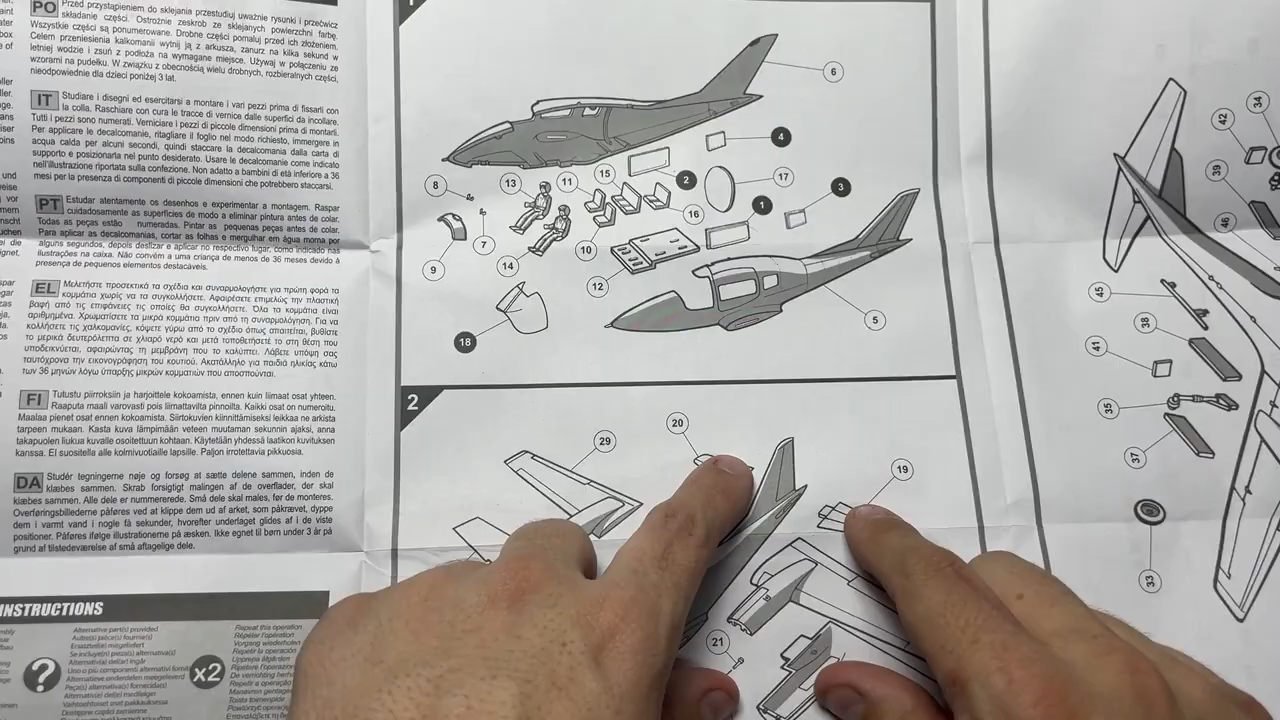 PO
Przed przystąpieniem do sklejania przestudiuj uważnie rysunki i przećwicz
składanie części. Ostrożnie zeskrob ze sklejanych powierzchni farbę.
Wszystkie części są ponumerowane. Drobne części pomaluj przed ich złożeniem.
Celem przeniesienia kalkomanii wytnij ją z arkusza, zanurz na kilka sekund w
letniej wodzie i zsuń z podłoża na wymagane miejsce. Używaj w połączeniu ze
wzorami na pudełku. W związku z obecnością wielu drobnych, rozbieralnych części,
nieodpowiednie dla dzieci poniżej 3 lat.
IT
Studiare i disegni ed esercitarsi a montare i vari pezzi prima di fissarli con
la colla. Raschiare con cura le tracce di vernice dalle superfici da incollare.
Tutti i pezzi sono numerati. Verniciare i pezzi di piccole dimensioni prima di montarli.
Per applicare le decalcomanie, ritagliare il foglio nel modo richiesto, immergere in
acqua calda per alcuni secondi, quindi staccare la decalcomania dalla carta di
supporto e posizionarla nel punto desiderato. Usare le decalcomanie come indicato
nell'illustrazione riportata sulla confezione. Non adatto a bambini di età inferiore a 36
mesi per la presenza di componenti di piccole dimensioni che potrebbero staccarsi.
PT
Estudar atentamente os desenhos e experimentar a montagem. Raspar
cuidadosamente as superfícies de modo a eliminar pintura antes de colar.
Todas as peças estão numeradas. Pintar as pequenas peças antes de colar.
Para aplicar as decalcomanias, cortar as folhas e mergulhar em água morna por
alguns segundos, depois deslizar e aplicar no respectivo lugar, como indicado nas
ilustrações na caixa. Não convém a uma criança de menos de 36 meses devido à
presença de pequenos elementos destacáveis.
EL
Μελετήστε προσεκτικά τα σχέδια και συναρμολογήστε για πρώτη φορά τα
κομμάτια χωρίς να τα συγκολλήσετε. Αφαιρέσετε επιμελώς την πλαστική
βαφή από τις επιφάνειες τις οποίες θα συγκολλήσετε. Όλα τα κομμάτια είναι
αριθμημένα. Χρωματίσετε τα μικρά κομμάτια πριν από τη συναρμολόγηση. Για να
κολλήσετε τις χαλκομανίες, κόψετε γύρω από το σχέδιο όπως απαιτείται, βυθίστε
το μερικά δευτερόλεπτα σε χλιαρό νερό και μετά τοποθετήσετέ το στη θέση που
υποδεικνύεται, αφαιρώντας τη μεμβράνη που το καλύπτει. Λάβετε υπόψη σας
ταυτόχρονα την εικονογράφηση του κουτιού. Ακατάλληλο για παιδιά ηλικίας κάτω
των 36 μηνών λόγω ύπαρξης μικρών κομματιών που αποσπούνται.
FI
Tutustu piirroksiin ja harjoittele kokoamista, ennen kuin liimaat osat yhteen.
Raaputa maali varovasti pois liimattavilta pinnoilta. Kaikki osat on numeroitu.
Maalaa pienet osat ennen kokoamista. Siirtokuvien kiinnittämiseksi leikkaa ne arkista
tarpeen mukaan. Kasta kuva lämpimään veteen muutaman sekunnin ajaksi, anna
takapuolen liukua kuvalle osoitettuun kohtaan. Käytetään yhdessä laatikon kuvituksen
kanssa. EI suositella alle kolmivuotiaille lapsille. Paljon irrotettavia pikkuosia.
DA
Studér tegningerne nøje og forsøg at sætte delene sammen, inden de
klæbes sammen. Skrab forsigtigt malingen af de overflader, der skal
klæbes sammen. Alle dele er nummererede. Små dele skal males, før de monteres.
Overføringsbillederne påføres ved at klippe dem ud af arket, som påkrævet, dyppe
dem i varmt vand i nogle få sekunder, hvorefter underlaget glides af i de viste
positioner. Påføres ifølge illustrationerne på æsken. Ikke egnet til børn under 3 år på
grund af tilstedeværelse af små aftagelige dele.
INSTRUCTIONS
Alternative part(s) provided
?
x2
Repeat this operation
Répéter l'opération
1
6
4
8
13
11
15
2
17
3
16
1
7
10
9
14
12
18
5
2
20
29
19
21
34
42
39
46
45
38
41
35
37
33